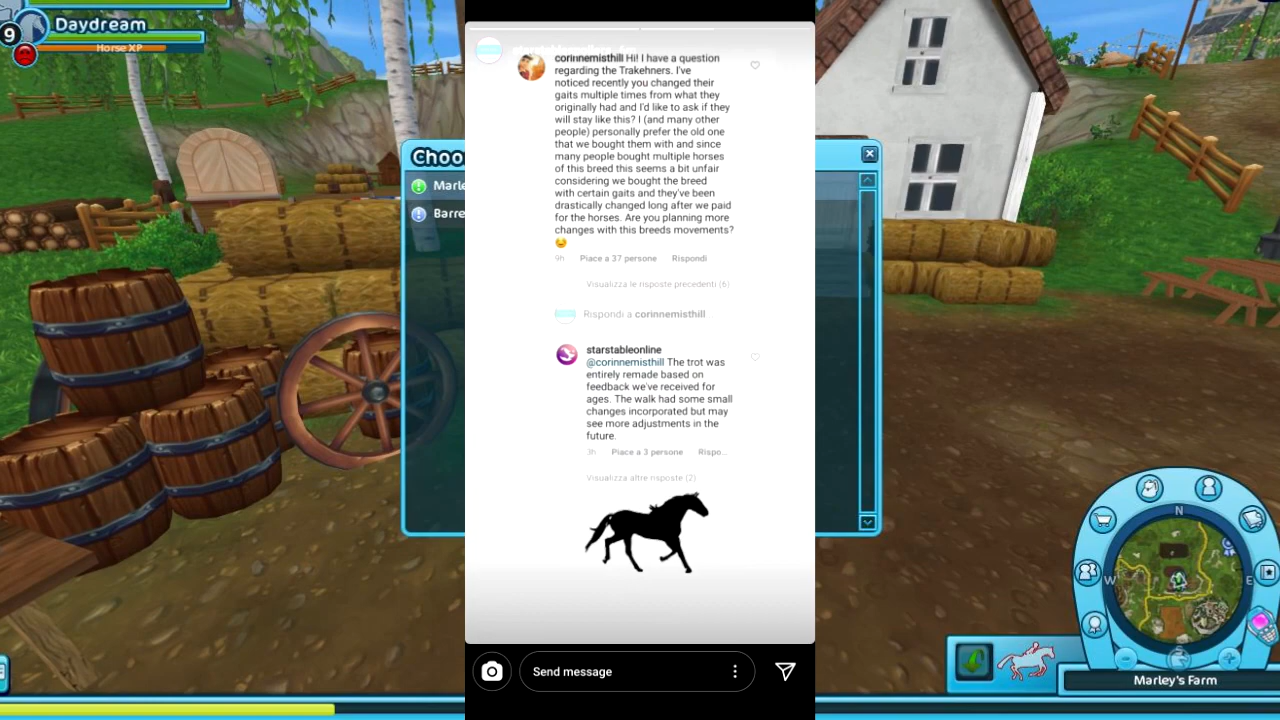 9
Daydream
Horse XP
Choo
Marle
Barre
corinnemisthill Hi! I have a question
regarding the Trakehners. I've
noticed recently you changed their
gaits multiple times from what they
originally had and I'd like to ask if they
will stay like this? I (and many other
people) personally prefer the old one
that we bought them with and since
many people bought multiple horses
of this breed this seems a bit unfair
considering we bought the breed
with certain gaits and they've been
drastically changed long after we paid
for the horses. Are you planning more
changes with this breeds movements?
9h Piace a 37 persone Rispondi
Visualizza le risposte precedenti (6)
Rispondi a corinnemisthill
starstableonline
@corinnemisthill The trot was
entirely remade based on
feedback we've received for
ages. The walk had some small
changes incorporated but may
see more adjustments in the
future.
3h Piace a 3 persone Rispo...
Visualizza altre risposte (2)
Send message
N
W
E
Marley's Farm